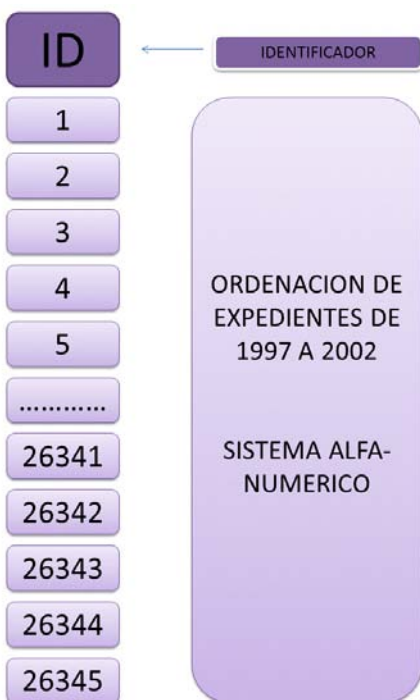 ID
IDENTIFICADOR
1
2
3
4
5
............
26341
26342
26343
26344
26345
ORDENACION DE
EXPEDIENTES DE
1997 A 2002
SISTEMA ALFA-
NUMERICO